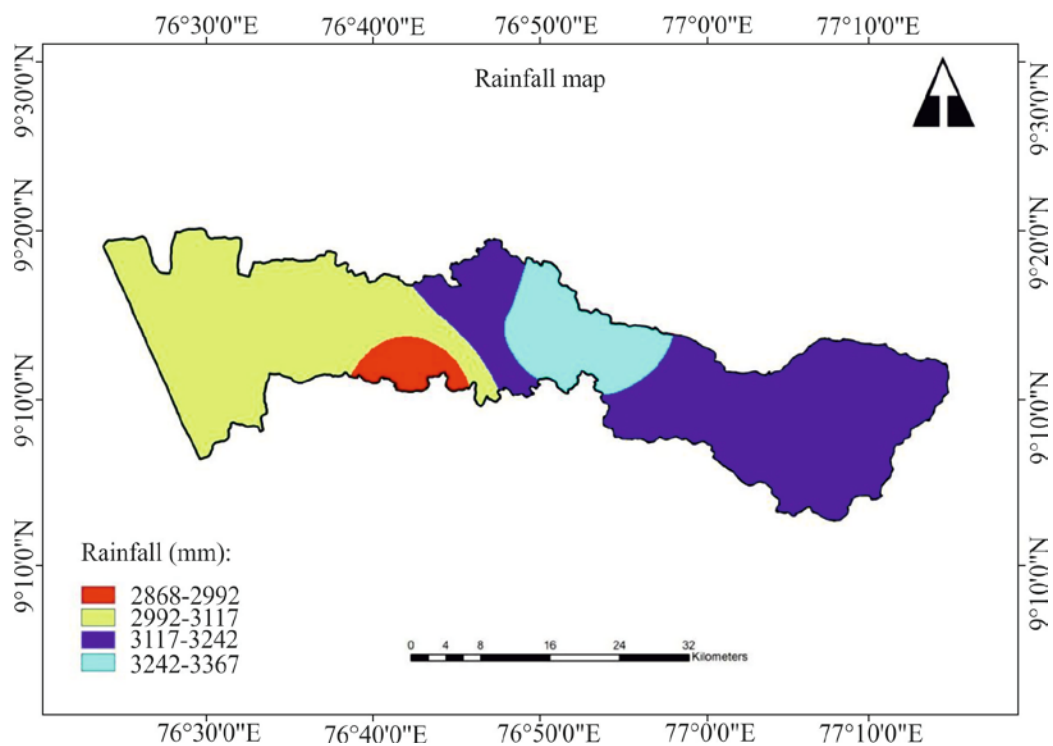 76°30'0"E 76°40'0"E 76°50'0"E 77°0'0"E 77°10'0"E
Rainfall map
9°30'0"N 9°30'0"N
9°20'0"N 9°20'0"N
9°10'0"N 9°10'0"N
9°10'0"N 9°10'0"N
Rainfall (mm):
2868-2992
2992-3117
3117-3242
3242-3367
0 4 8 16 24 32
Kilometers
76°30'0"E 76°40'0"E 76°50'0"E 77°0'0"E 77°10'0"E